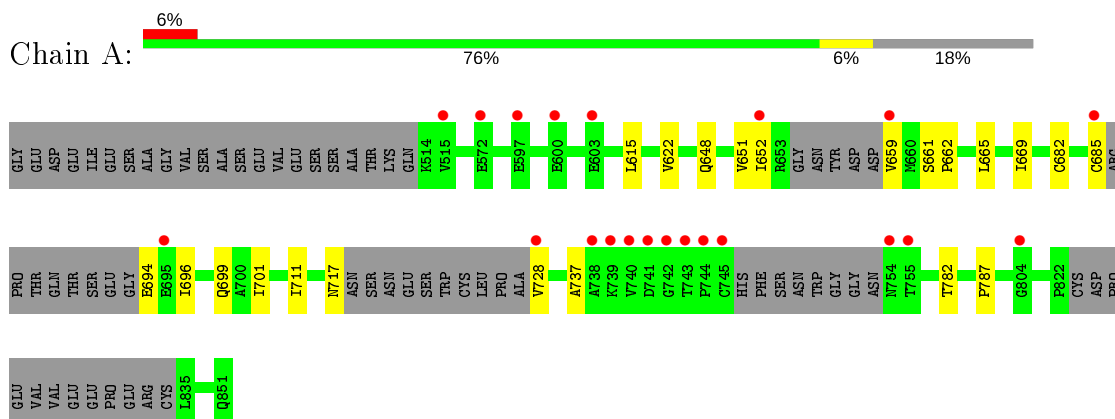 6%
Chain A:
76% 6% 18%
GLY GLU ASP GLU ILE GLU SER ALA GLY VAL SER ALA SER GLU VAL GLU SER SER ALA THR LYS GLN K514 V515 E572 E597 E600 E603 L615 V622 Q648 V651 I652 R653 GLY ASN TYR ASP ASP V659 M660 S661 P662 L665 I669 C682 C685 ARG
PRO THR GLN THR SER GLU GLY E694 E695 I696 Q699 A700 I701 I711 N717 ASN SER ASN GLU SER TRP CYS LEU PRO ALA V728 A737 A738 K739 V740 D741 G742 T743 P744 C745 HIS PHE SER ASN TRP GLY GLY ASN N754 T755 T782 P787 G804 P822 CYS ASP PRO
GLU VAL VAL GLU GLU PRO GLU ARG CYS L835 Q851